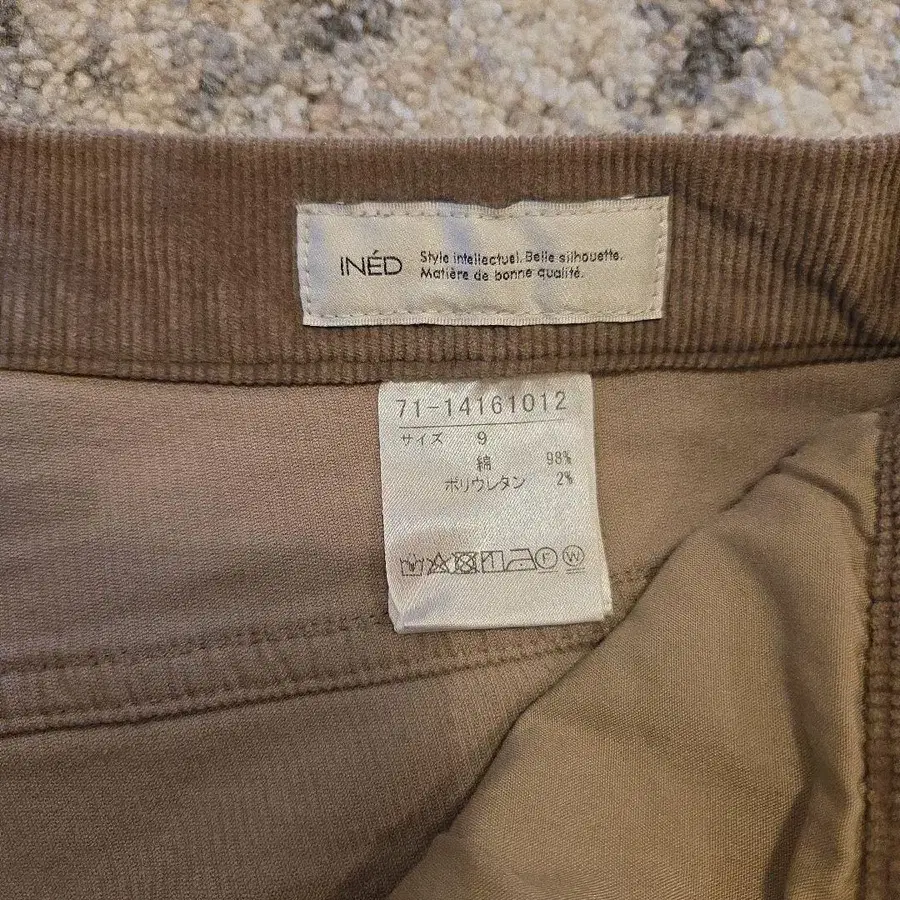 INÉD
Style intellectuel. Belle silhouette.
Matière de bonne qualité.
71-14161012
サイズ 9
綿 98%
ポリウレタン 2%
F W